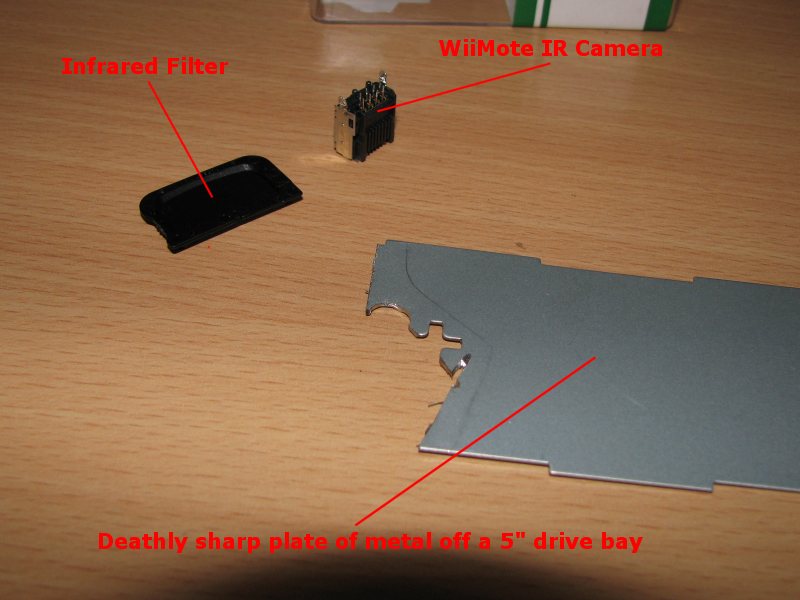 WiiMote IR Camera
Infrared Filter
Deathly sharp plate of metal off a 5" drive bay